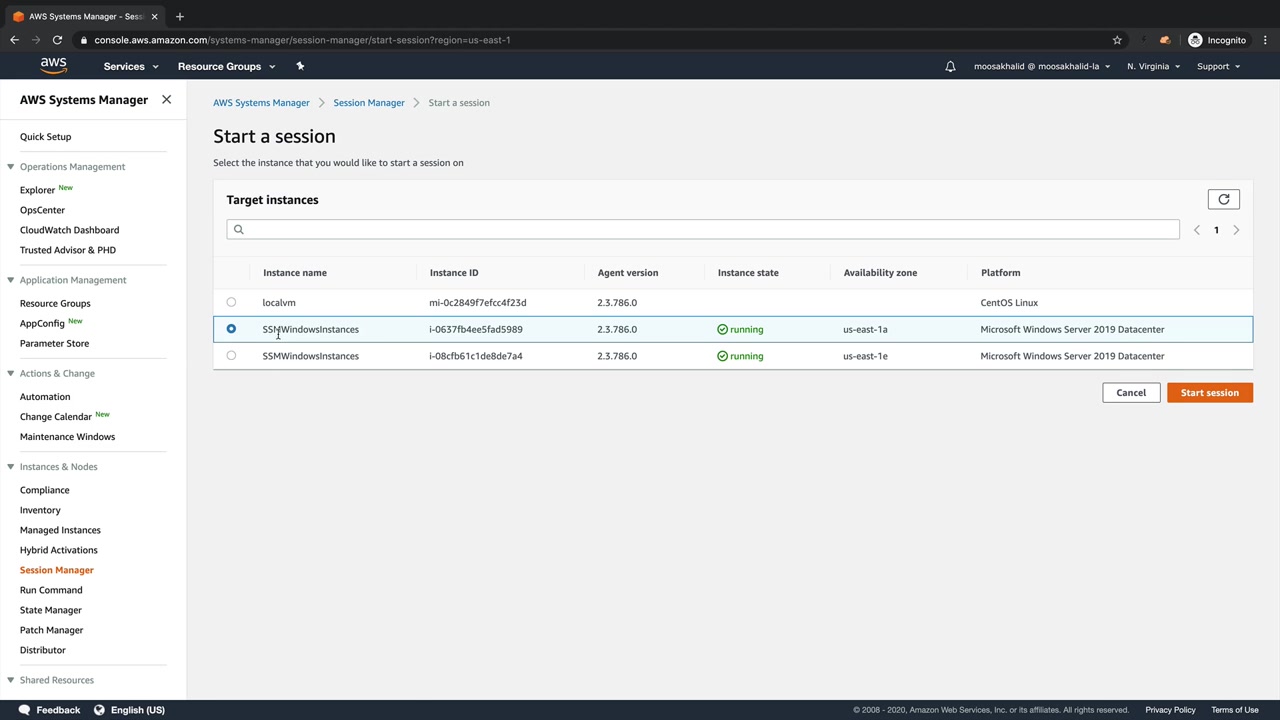 AWS Systems Manager - Sessi
console.aws.amazon.com/systems-manager/session-manager/start-session?region=us-east-1
Incognito
aws
Services
Resource Groups
moosakhalid @ moosakhalid-la
N. Virginia
Support
AWS Systems Manager
Quick Setup
Operations Management
Explorer New
OpsCenter
CloudWatch Dashboard
Trusted Advisor & PHD
Application Management
Resource Groups
AppConfig New
Parameter Store
Actions & Change
Automation
Change Calendar New
Maintenance Windows
Instances & Nodes
Compliance
Inventory
Managed Instances
Hybrid Activations
Session Manager
Run Command
State Manager
Patch Manager
Distributor
Shared Resources
AWS Systems Manager > Session Manager > Start a session
Start a session
Select the instance that you would like to start a session on
Target instances
1
Instance name Instance ID Agent version Instance state Availability zone Platform
localvm mi-0c2849f7efcc4f23d 2.3.786.0 CentOS Linux
SSMWindowsInstances i-0637fb4ee5fad5989 2.3.786.0 running us-east-1a Microsoft Windows Server 2019 Datacenter
SSMWindowsInstances i-08cfb61c1de8de7a4 2.3.786.0 running us-east-1e Microsoft Windows Server 2019 Datacenter
Cancel
Start session
Feedback
English (US)
© 2008 - 2020, Amazon Web Services, Inc. or its affiliates. All rights reserved.
Privacy Policy
Terms of Use